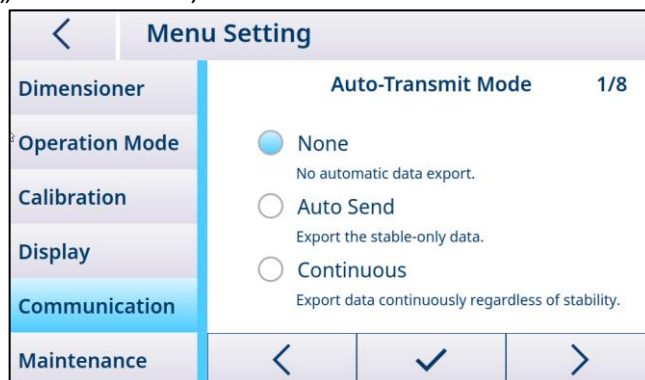 Menu Setting
Dimensioner
Operation Mode
Calibration
Display
Communication
Maintenance
Auto-Transmit Mode 1/8
None
No automatic data export.
Auto Send
Export the stable-only data.
Continuous
Export data continuously regardless of stability.